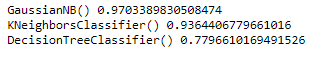 GaussianNB() 0.9703389830508474
KNeighborsClassifier() 0.9364406779661016
DecisionTreeClassifier() 0.7796610169491526